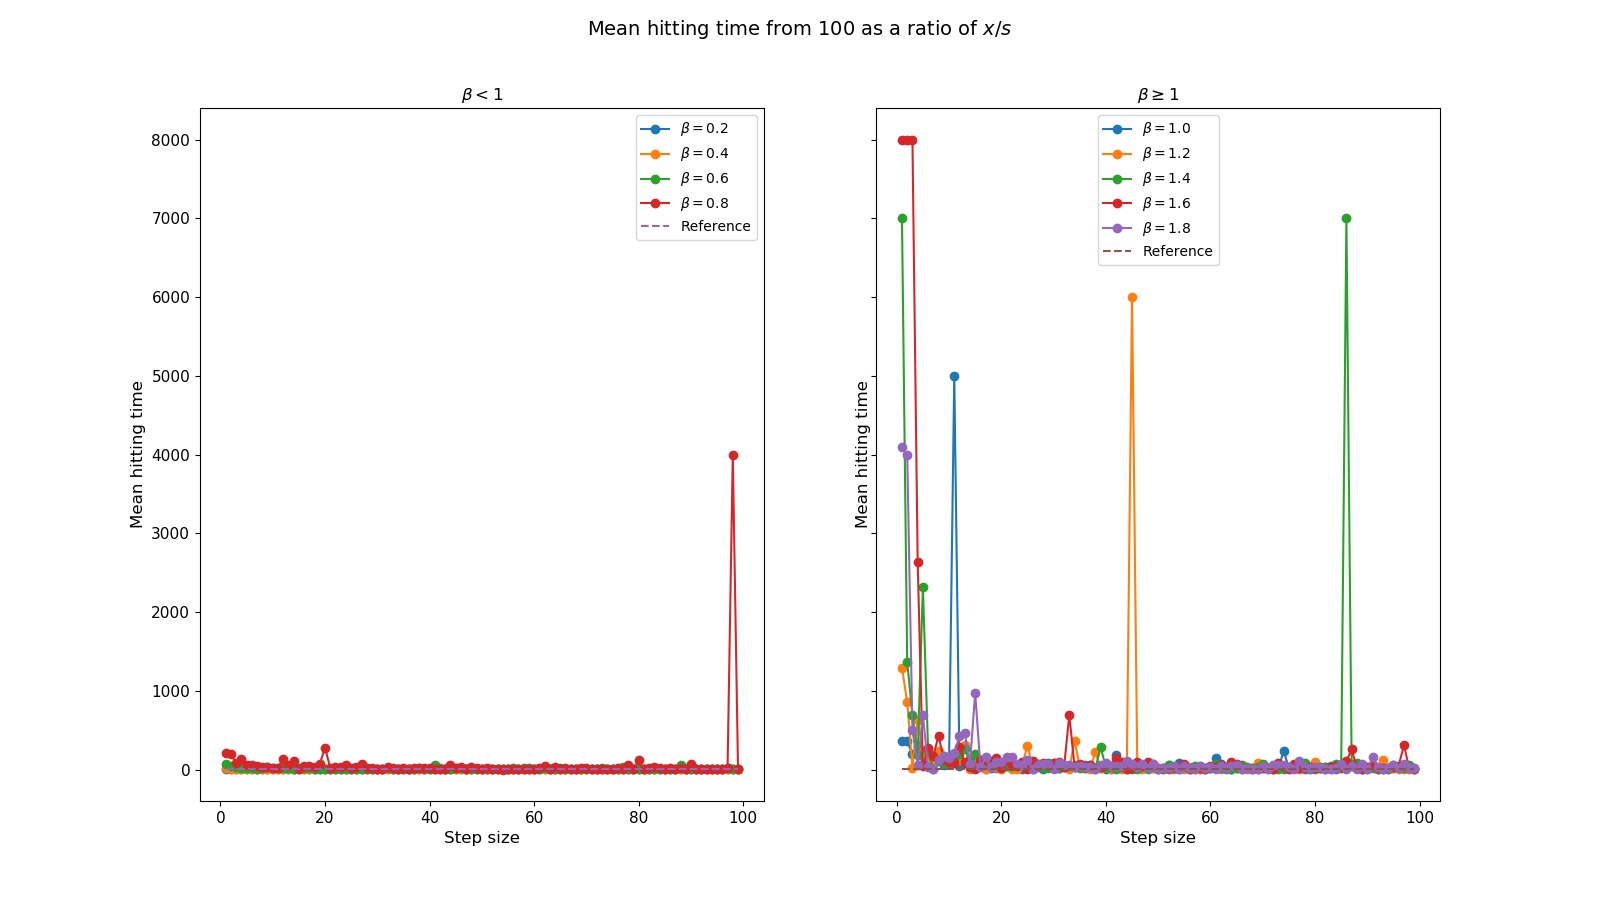 Mean hitting time from 100 as a ratio of x/s
β < 1
8000
7000
6000
5000
4000
3000
2000
1000
0
Mean hitting time
0 20 40 60 80 100
Step size
β = 0.2
β = 0.4
β = 0.6
β = 0.8
Reference
β ≥ 1
Mean hitting time
0 20 40 60 80 100
Step size
β = 1.0
β = 1.2
β = 1.4
β = 1.6
β = 1.8
Reference